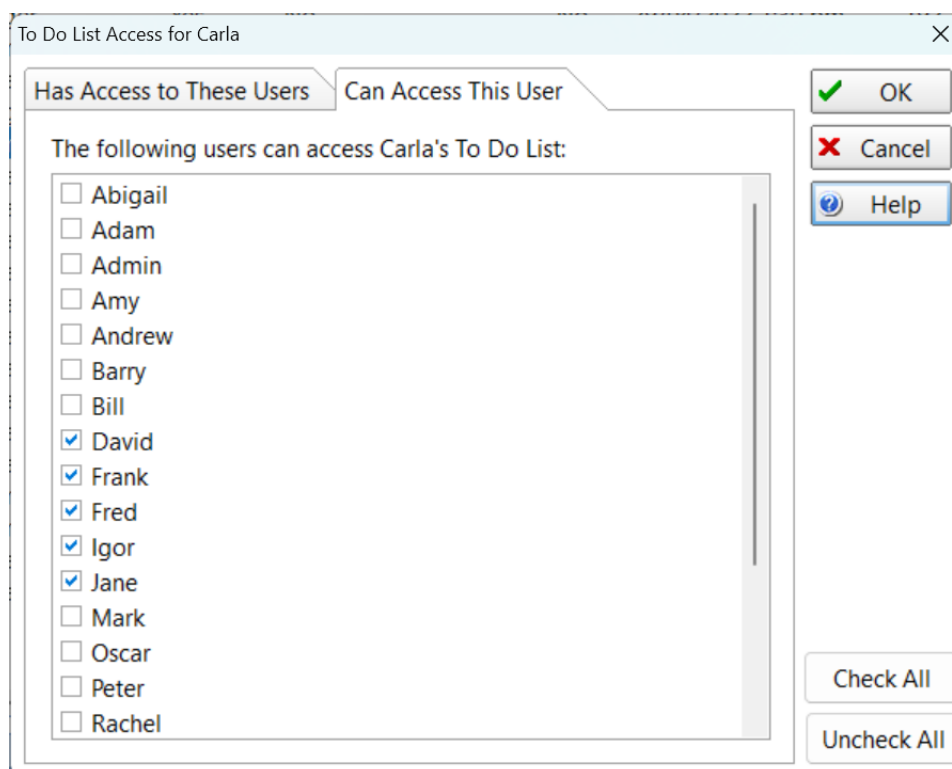 To Do List Access for Carla
Has Access to These Users
Can Access This User
OK
The following users can access Carla's To Do List:
Cancel
Help
Abigail
Adam
Admin
Amy
Andrew
Barry
Bill
David
Frank
Fred
Igor
Jane
Mark
Oscar
Peter
Rachel
Check All
Uncheck All